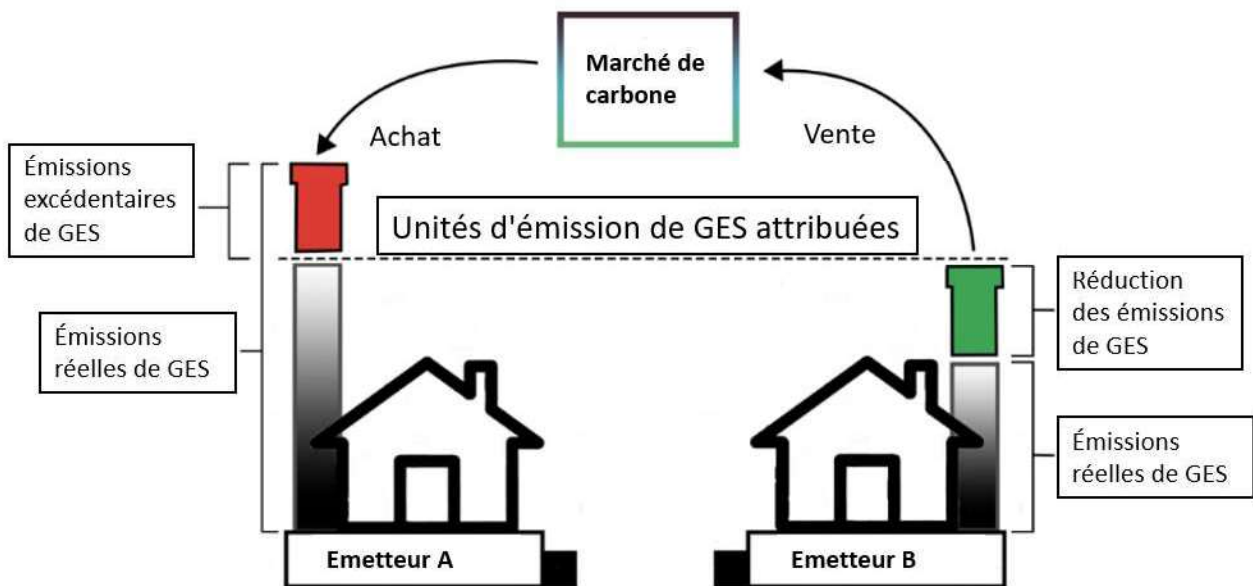 Marché de
carbone
Achat
Vente
Émissions
excédentaires
de GES
Unités d'émission de GES attribuées
Réduction
des émissions
de GES
Émissions
réelles de GES
Émissions
réelles de GES
Emetteur A
Emetteur B